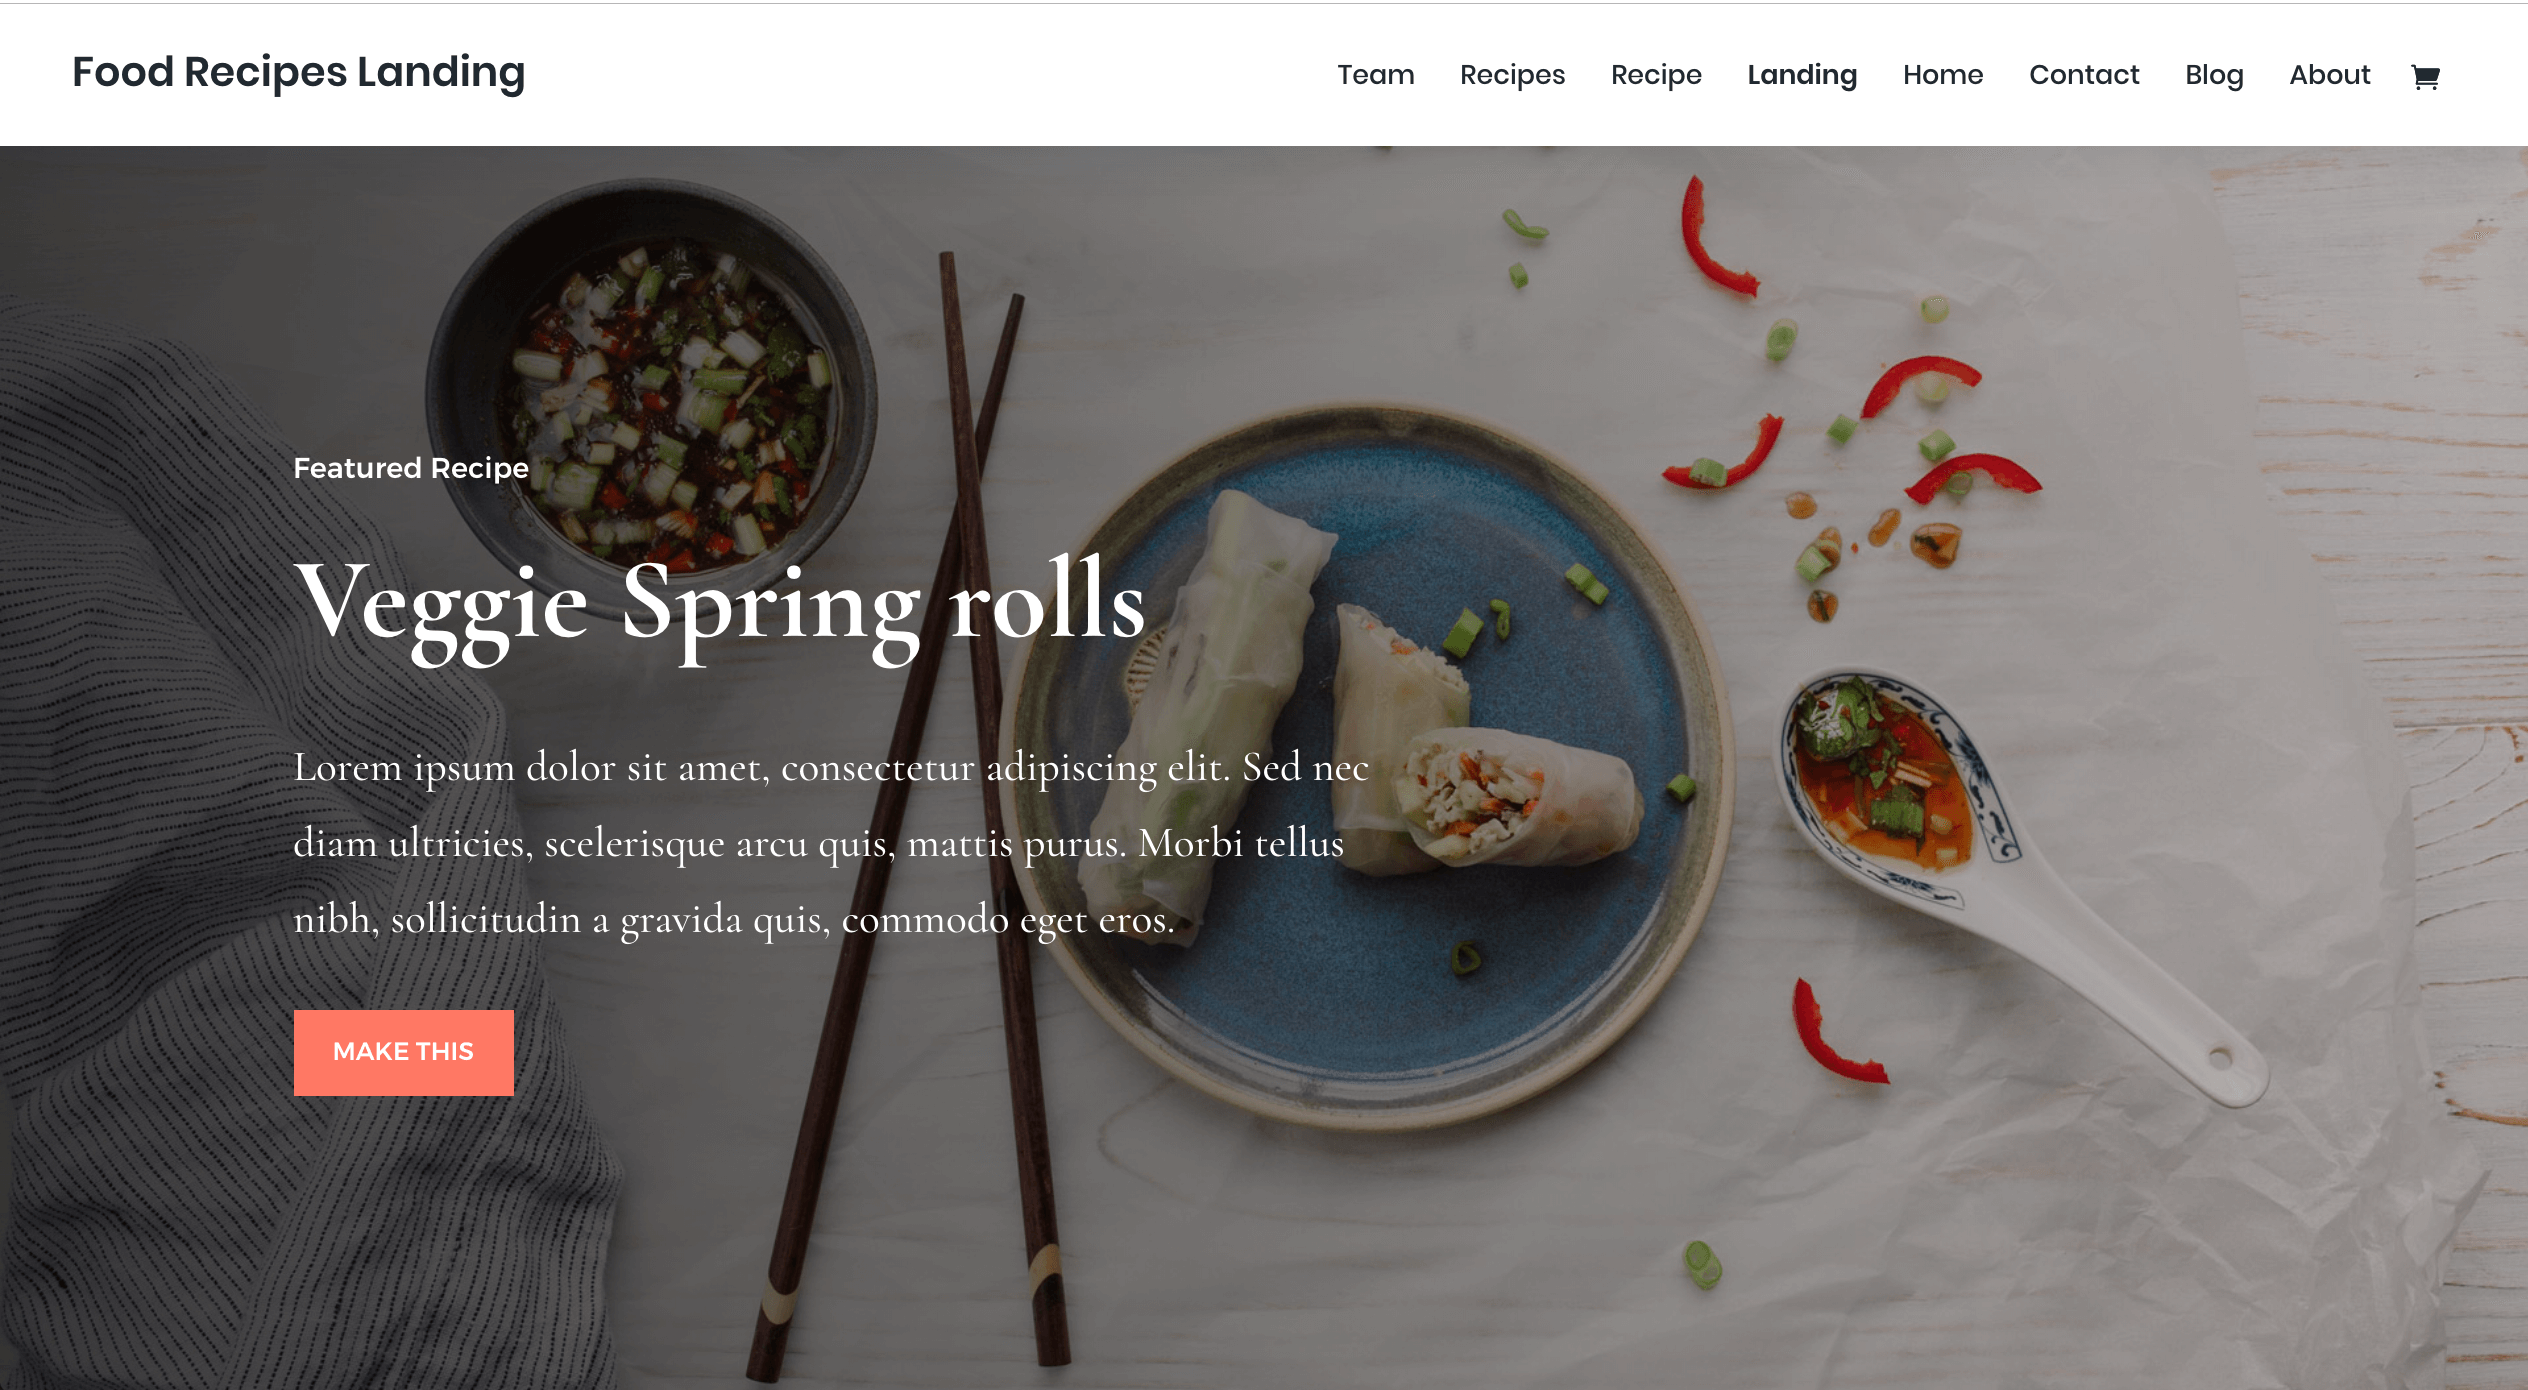 Food Recipes Landing
Team Recipes Recipe Landing Home Contact Blog About
Featured Recipe
Veggie Spring rolls
Lorem ipsum dolor sit amet, consectetur adipiscing elit. Sed nec
diam ultricies, scelerisque arcu quis, mattis purus. Morbi tellus
nibh, sollicitudin a gravida quis, commodo eget eros.
MAKE THIS